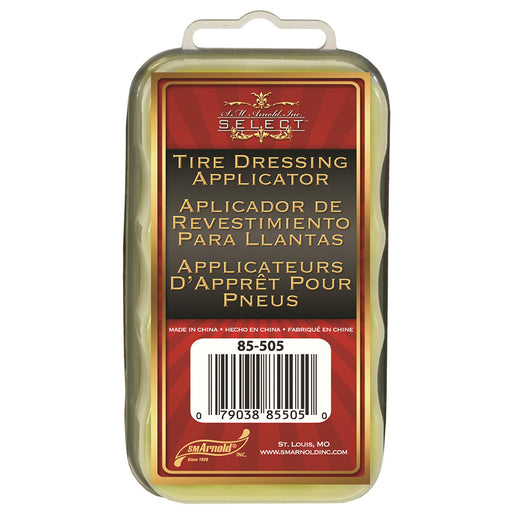 S.M. Arnold, Inc.
SELECT
TIRE DRESSING
APPLICATOR
APLICADOR DE
REVESTIMIENTO
PARA LLANTAS
APPLICATEURS
D'APPRÊT POUR
PNEUS
MADE IN CHINA • HECHO EN CHINA • FABRIQUÉ EN CHINE
85-505
0 79038 85505 0
SMArnold®
INC.
Since 1928
ST. LOUIS, MO
WWW.SMARNOLDINC.COM